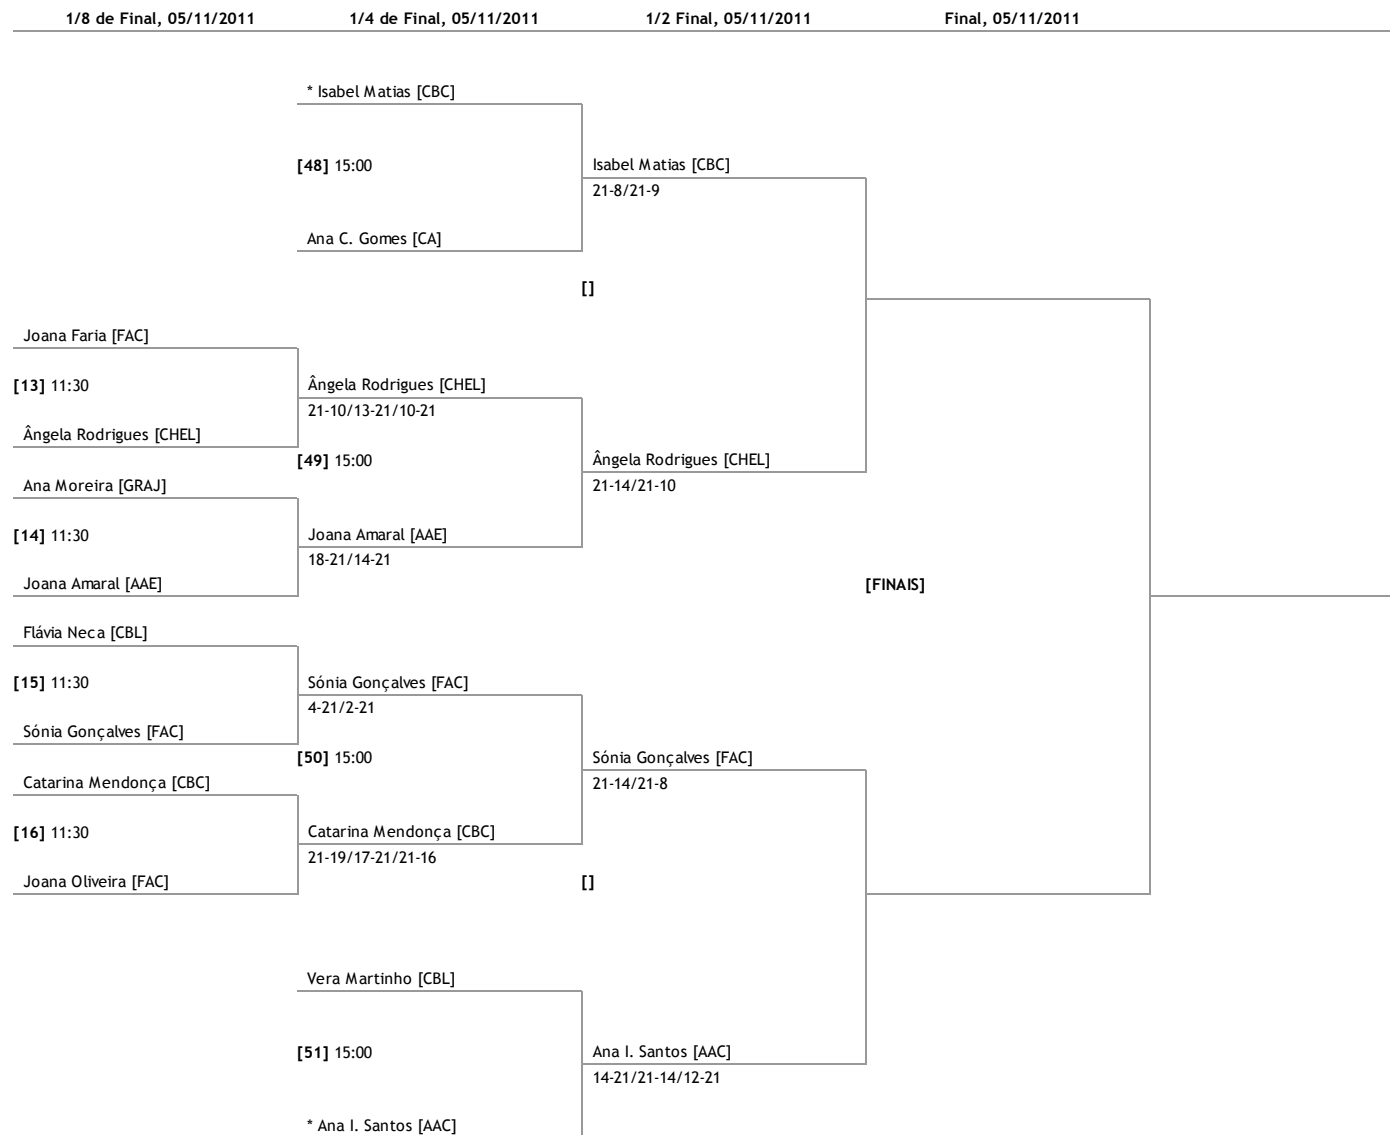 1/8 de Final, 05/11/2011 1/4 de Final, 05/11/2011 1/2 Final, 05/11/2011 Final, 05/11/2011
* Isabel Matias [CBC]
[48] 15:00 Isabel Matias [CBC]
21-8/21-9
Ana C. Gomes [CA]
[]
Joana Faria [FAC]
[13] 11:30 Ângela Rodrigues [CHEL]
21-10/13-21/10-21
Ângela Rodrigues [CHEL]
[49] 15:00 Ângela Rodrigues [CHEL]
Ana Moreira [GRAJ] 21-14/21-10
[14] 11:30 Joana Amaral [AAE]
18-21/14-21
Joana Amaral [AAE] [FINAIS]
Flávia Neca [CBL]
[15] 11:30 Sónia Gonçalves [FAC]
4-21/2-21
Sónia Gonçalves [FAC]
[50] 15:00 Sónia Gonçalves [FAC]
Catarina Mendonça [CBC] 21-14/21-8
[16] 11:30 Catarina Mendonça [CBC]
21-19/17-21/21-16
Joana Oliveira [FAC] []
Vera Martinho [CBL]
[51] 15:00 Ana I. Santos [AAC]
14-21/21-14/12-21
* Ana I. Santos [AAC]